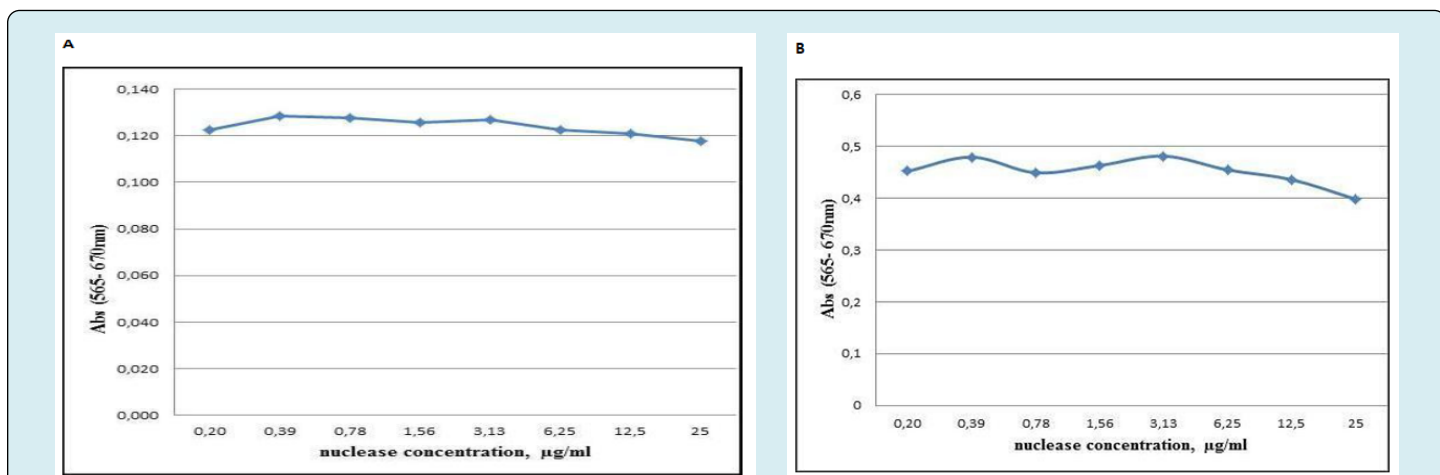 A
0,140
0,120
0,100
0,080
0,060
0,040
0,020
0,000
Abs (565- 670nm)
0,20 0,39 0,78 1,56 3,13 6,25 12,5 25
nuclease concentration, µg/ml
B
0,6
0,5
0,4
0,3
0,2
0,1
0
Abs (565- 670nm)
0,20 0,39 0,78 1,56 3,13 6,25 12,5 25
nuclease concentration, µg/ml